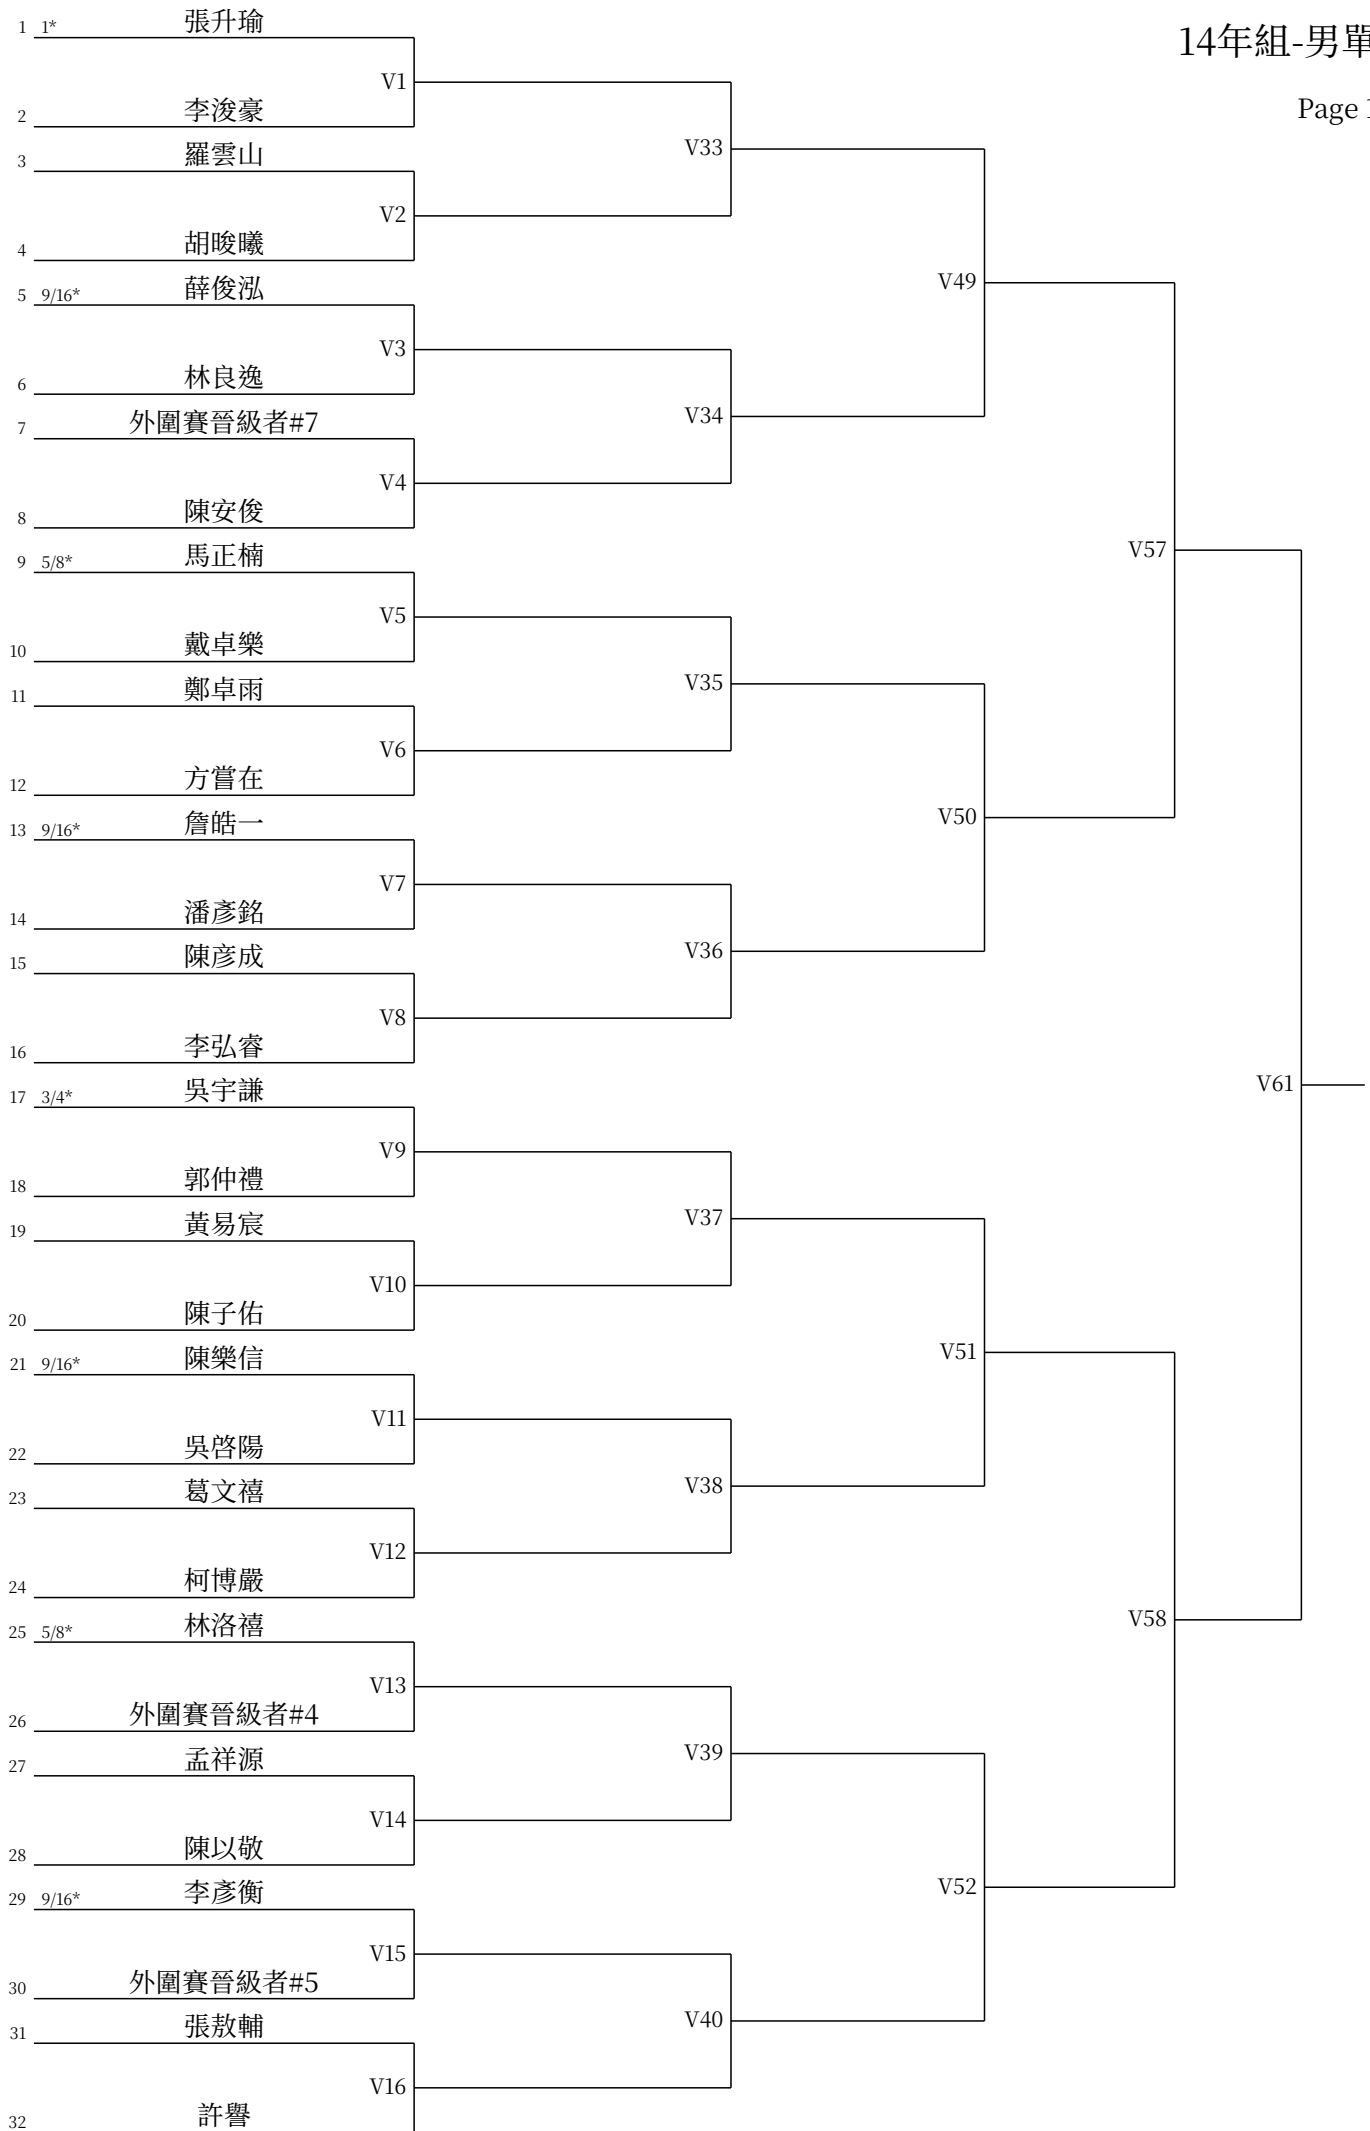 14年組-男單
Page
1 1* 張升瑜
V1
2 李浚豪
3 羅雲山
V33
V2
4 胡晙曦
5 9/16* 薛俊泓
V49
V3
6 林良逸
7 外圍賽晉級者#7
V34
V4
8 陳安俊
9 5/8* 馬正楠
V57
V5
10 戴卓樂
11 鄭卓雨
V35
V6
12 方嘗在
13 9/16* 詹皓一
V50
V7
14 潘彥銘
15 陳彦成
V36
V8
16 李弘睿
17 3/4* 吳宇謙
V61
V9
18 郭仲禮
19 黃易宸
V37
V10
20 陳子佑
21 9/16* 陳樂信
V51
V11
22 吳啓陽
23 葛文禧
V38
V12
24 柯博嚴
25 5/8* 林洛禧
V58
V13
26 外圍賽晉級者#4
27 孟祥源
V39
V14
28 陳以敬
29 9/16* 李彥衡
V52
V15
30 外圍賽晉級者#5
31 張敖輔
V40
V16
32 許譽